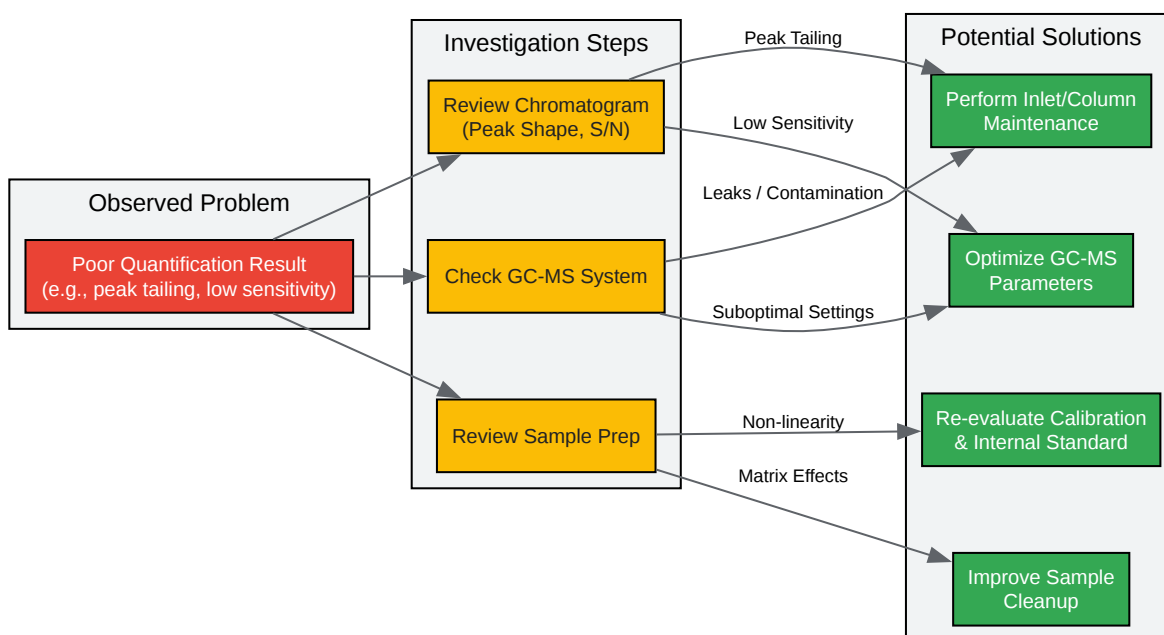 Observed Problem
Poor Quantification Result
(e.g., peak tailing, low sensitivity)
Investigation Steps
Review Chromatogram
(Peak Shape, S/N)
Check GC-MS System
Review Sample Prep
Peak Tailing
Low Sensitivity
Leaks / Contamination
Suboptimal Settings
Non-linearity
Matrix Effects
Potential Solutions
Perform Inlet/Column
Maintenance
Optimize GC-MS
Parameters
Re-evaluate Calibration
& Internal Standard
Improve Sample
Cleanup